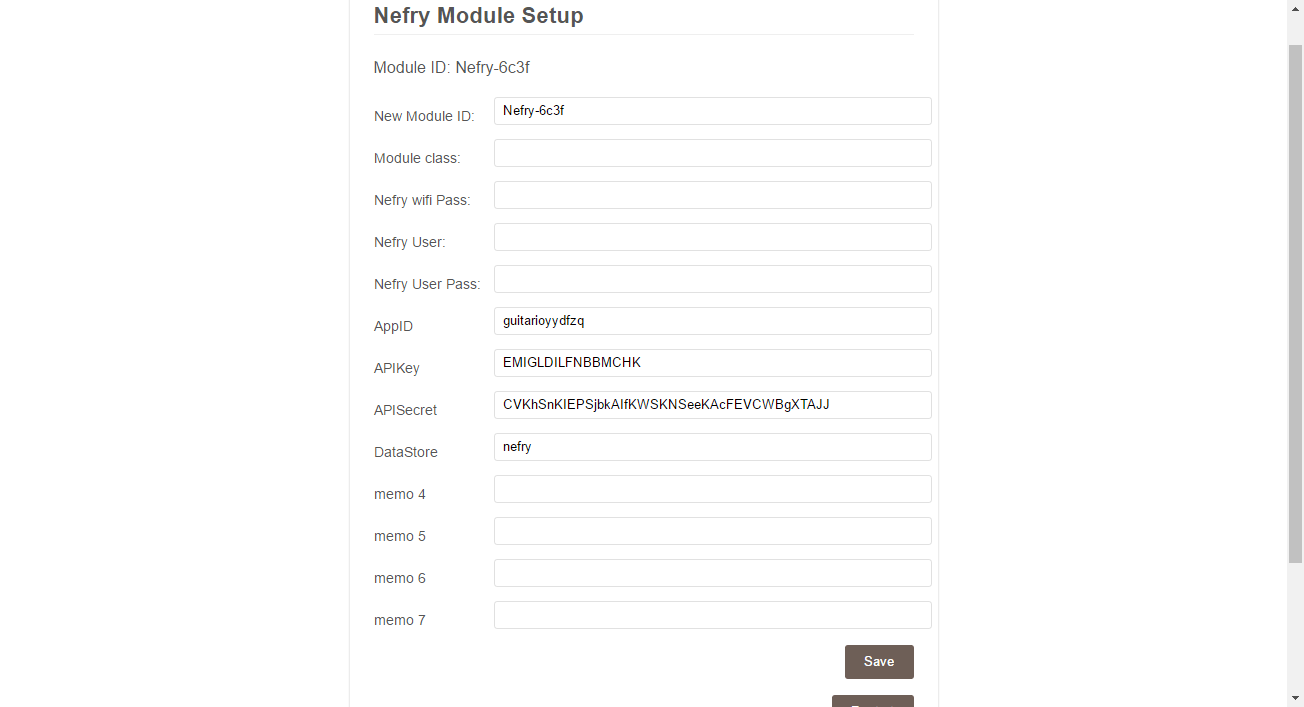 Nefry Module Setup
Module ID: Nefry-6c3f
New Module ID: Nefry-6c3f
Module class:
Nefry wifi Pass:
Nefry User:
Nefry User Pass:
AppID guitarioyydfzq
APIKey EMIGLDILFNBBMCHK
APISecret CVKhSnKIEPSjbkAIfKWSKNSeeKAcFEVCWBgXTAJJ
DataStore nefry
memo 4
memo 5
memo 6
memo 7
Save